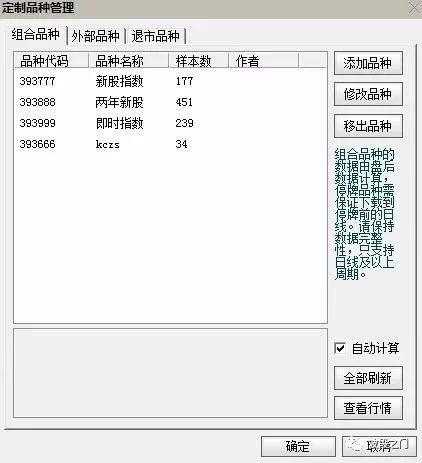 定制品种管理
组合品种 外部品种 退市品种
品种代码 品种名称 样本数 作者
393777 新股指数 177
393888 两年新股 451
393999 即时指数 239
393666 kczs 34
添加品种
修改品种
移出品种
组合品种的
数据由盘后
数据计算，
停牌品种需
保证下载到
停牌前的日
线。请保持
数据完整
性，只支持
日线及以上
周期。
自动计算
全部刷新
查看行情
确定 取消